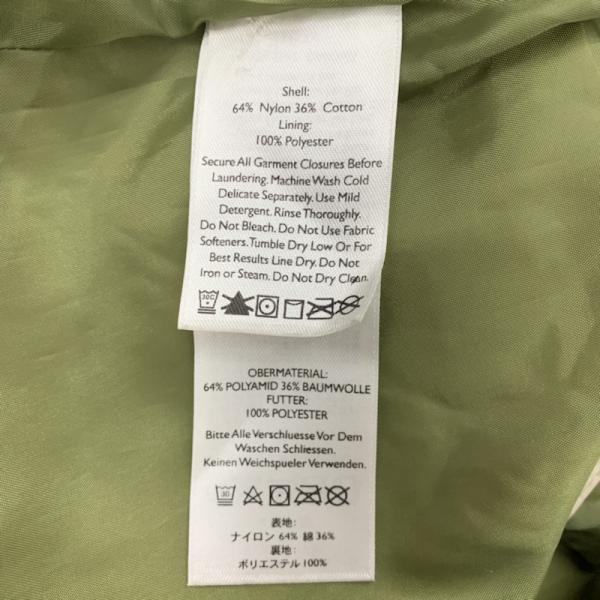 Shell:
64% Nylon 36% Cotton
Lining:
100% Polyester
Secure All Garment Closures Before
Laundering. Machine Wash Cold
Delicate Separately. Use Mild
Detergent. Rinse Thoroughly.
Do Not Bleach. Do Not Use Fabric
Softeners. Tumble Dry Low Or For
Best Results Line Dry. Do Not
Iron or Steam. Do Not Dry Clean.
30C
OBERMATERIAL:
64% POLYAMID 36% BAUMWOLLE
FUTTER:
100% POLYESTER
Bitte Alle Verschluesse Vor Dem
Waschen Schliessen.
Keinen Weichspueler Verwenden.
30
表地:
ナイロン 64% 綿 36%
裏地:
ポリエステル 100%